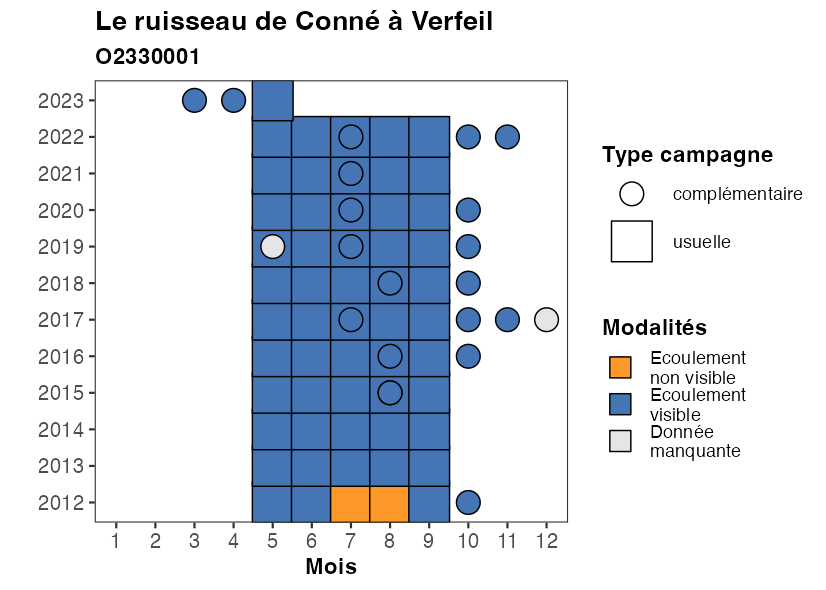 Le ruisseau de Conné à Verfeil
O2330001
2023
2022
2021
2020
2019
2018
2017
2016
2015
2014
2013
2012
1 2 3 4 5 6 7 8 9 10 11 12
Mois
Type campagne
complémentaire
usuelle
Modalités
Ecoulement
non visible
Ecoulement
visible
Donnée
manquante